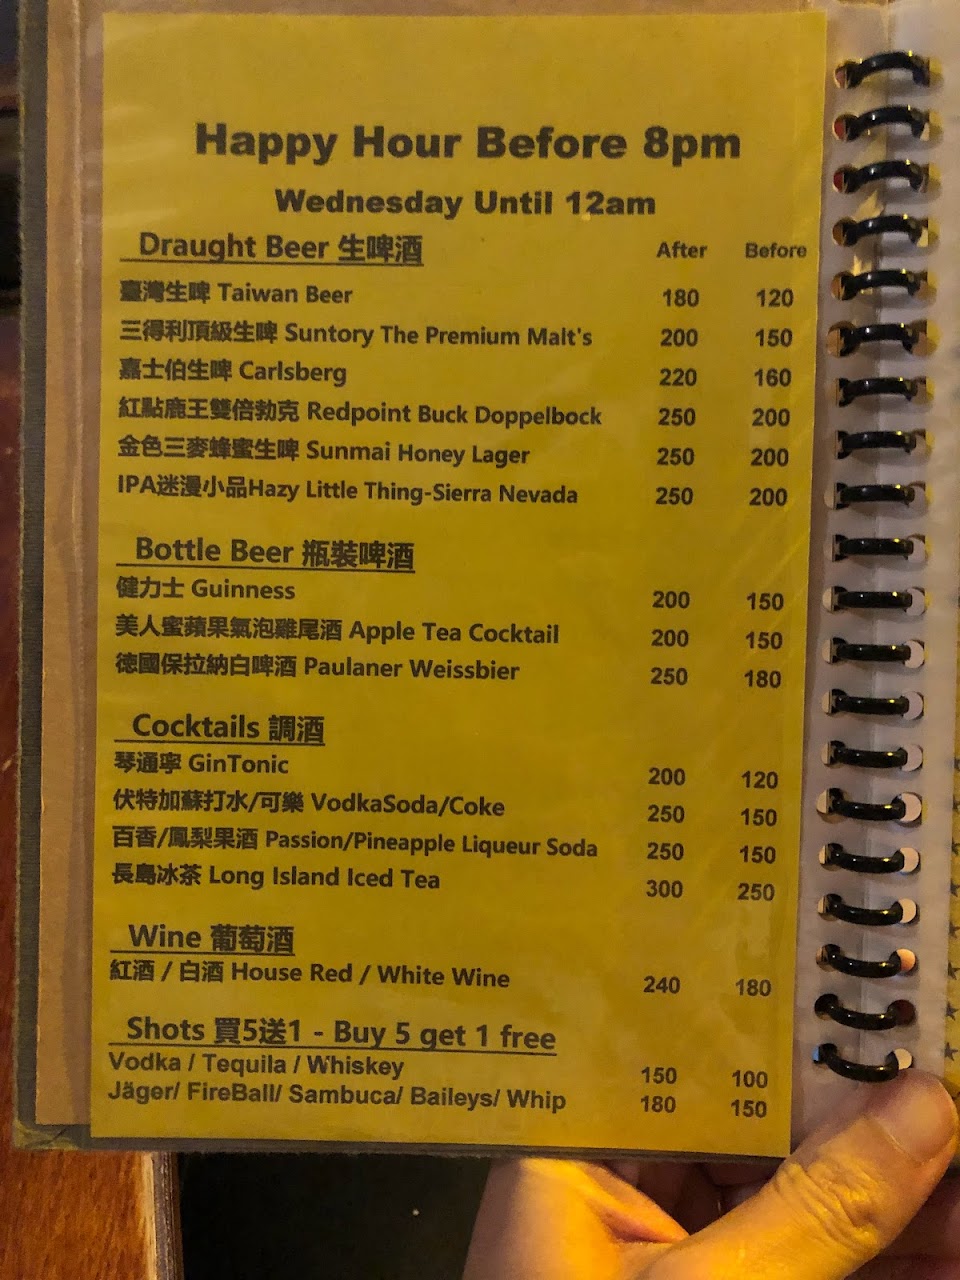 Happy Hour Before 8pm
Wednesday Until 12am
Draught Beer 生啤酒 After Before
臺灣生啤 Taiwan Beer 180 120
三得利頂級生啤 Suntory The Premium Malt's 200 150
嘉士伯生啤 Carlsberg 220 160
紅點鹿王雙倍勃克 Redpoint Buck Doppelbock 250 200
金色三麥蜂蜜生啤 Sunmai Honey Lager 250 200
IPA迷漫小品Hazy Little Thing-Sierra Nevada 250 200
Bottle Beer 瓶裝啤酒
健力士 Guinness 200 150
美人蜜蘋果氣泡雞尾酒 Apple Tea Cocktail 200 150
德國保拉納白啤酒 Paulaner Weissbier 250 180
Cocktails 調酒
琴通寧 GinTonic 200 120
伏特加蘇打水/可樂 VodkaSoda/Coke 250 150
百香/鳳梨果酒 Passion/Pineapple Liqueur Soda 250 150
長島冰茶 Long Island Iced Tea 300 250
Wine 葡萄酒
紅酒 / 白酒 House Red / White Wine 240 180
Shots 買5送1 - Buy 5 get 1 free
Vodka / Tequila / Whiskey 150 100
Jäger/ FireBall/ Sambuca/ Baileys/ Whip 180 150